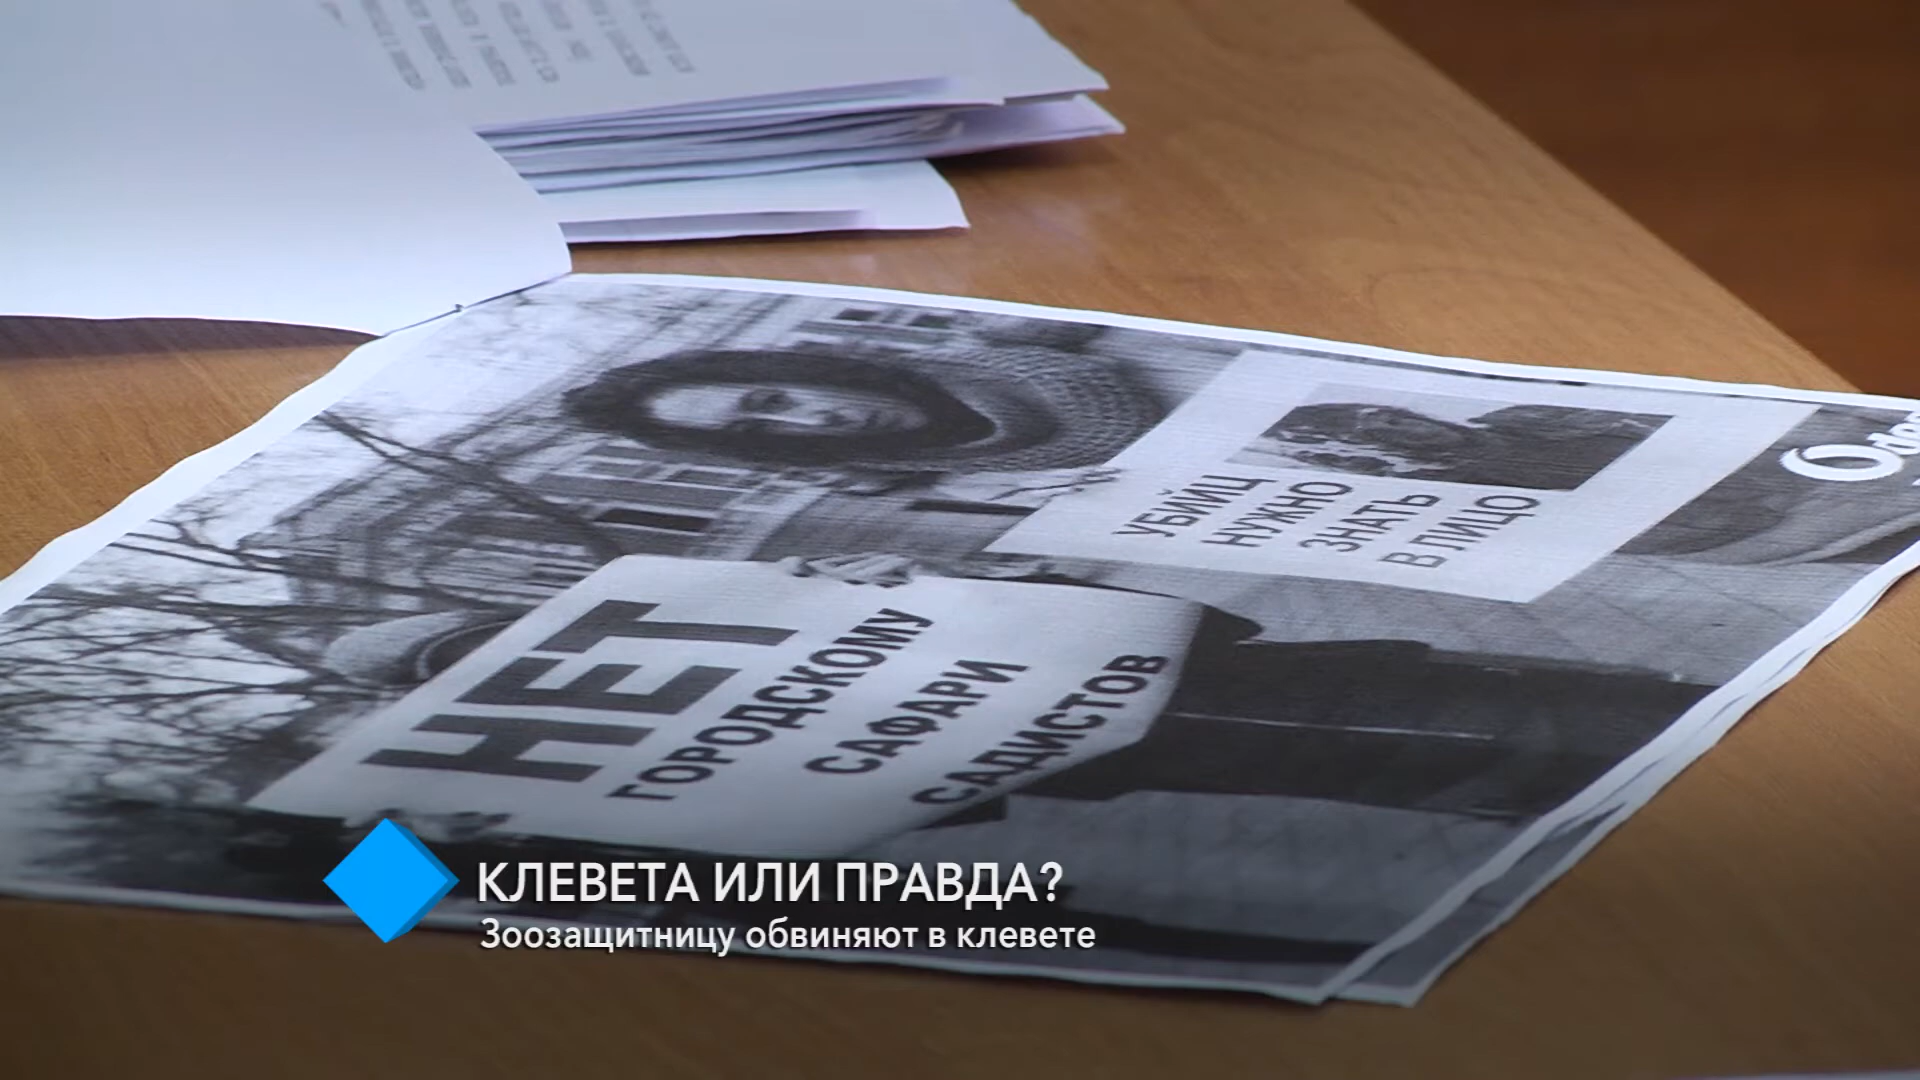 УБИЙЦ
НУЖНО
ЗНАТЬ
В ЛИЦО
НЕТ
ГОРОДСКОМУ
САФАРИ
САДИСТОВ
КЛЕВЕТА ИЛИ ПРАВДА?
Зоозащитницу обвиняют в клевете